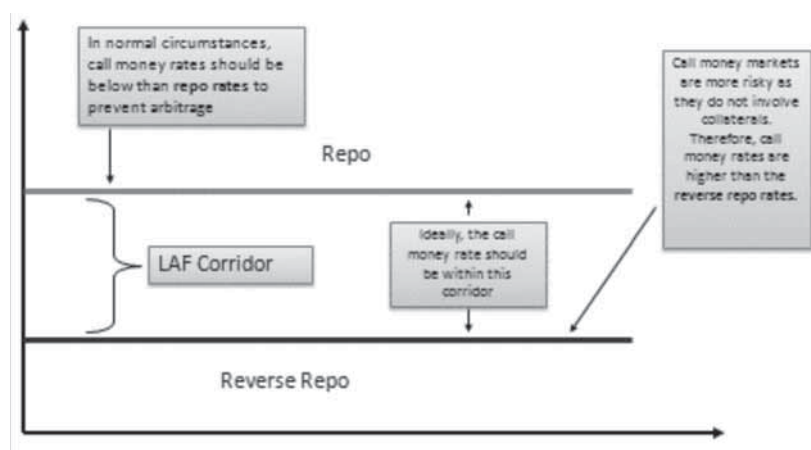 In normal circumstances,
call money rates should be
below than repo rates to
prevent arbitrage
Call money markets
are more risky as
they do not involve
collaterals.
Therefore, call
money rates are
higher than the
reverse repo rates.
Repo
LAF Corridor
Ideally, the call
money rate should
be within this
corridor
Reverse Repo